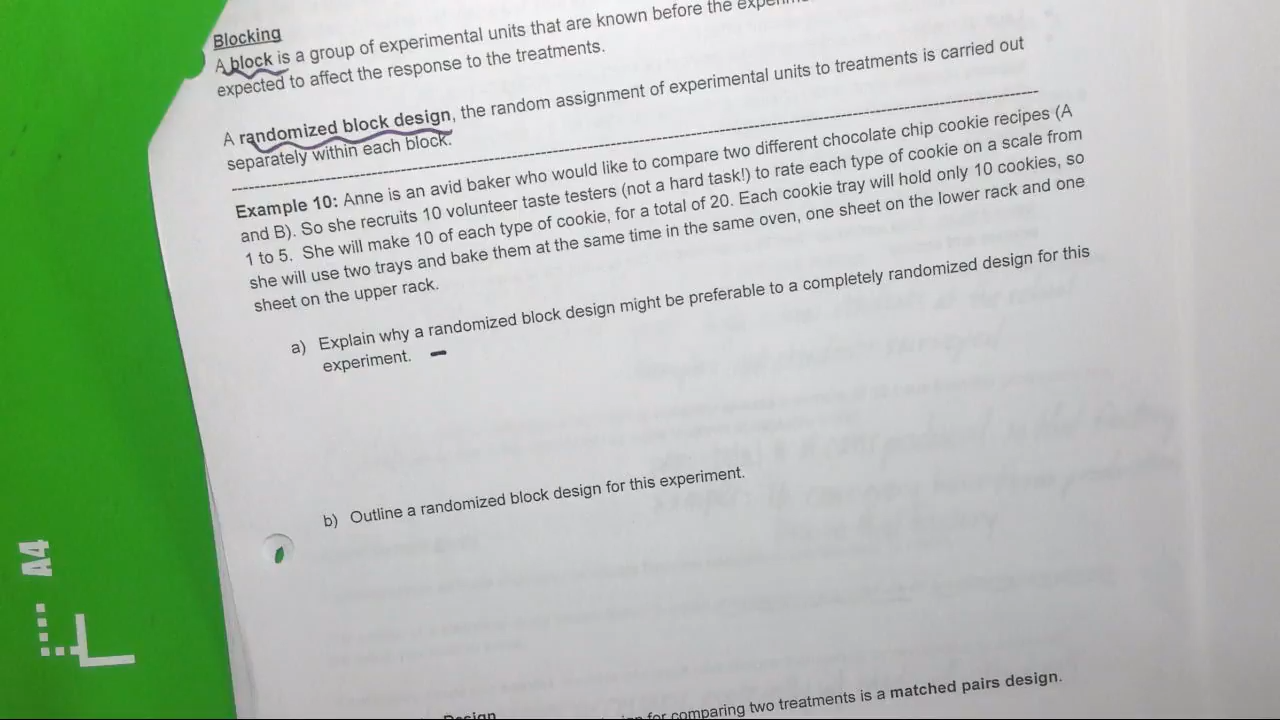 Blocking
A block is a group of experimental units that are known before the
expected to affect the response to the treatments.
A randomized block design, the random assignment of experimental units to treatments is carried out
separately within each block.
Example 10: Anne is an avid baker who would like to compare two different chocolate chip cookie recipes (A
and B). So she recruits 10 volunteer taste testers (not a hard task!) to rate each type of cookie on a scale from
1 to 5. She will make 10 of each type of cookie, for a total of 20. Each cookie tray will hold only 10 cookies, so
she will use two trays and bake them at the same time in the same oven, one sheet on the lower rack and one
sheet on the upper rack.
a) Explain why a randomized block design might be preferable to a completely randomized design for this
experiment.
b) Outline a randomized block design for this experiment.
A4
Design
for comparing two treatments is a matched pairs design.